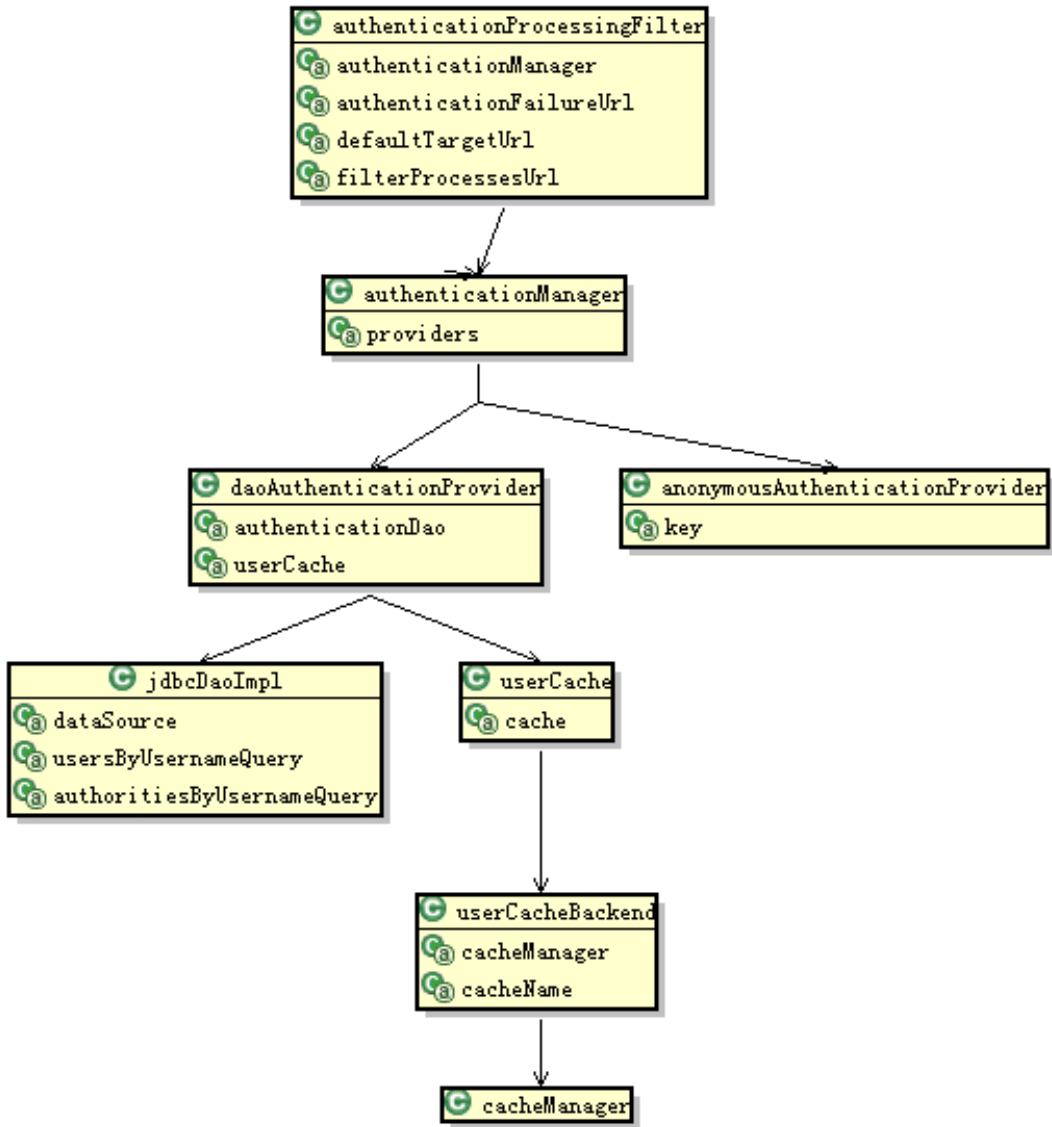 authenticationProcessingFilter
authenticationManager
authenticationFailureUrl
defaultTargetUrl
filterProcessesUrl
authenticationManager
providers
daoAuthenticationProvider
authenticationDao
userCache
anonymousAuthenticationProvider
key
jdbcDaoImpl
dataSource
usersByUsernameQuery
authoritiesByUsernameQuery
userCache
cache
userCacheBackend
cacheManager
cacheName
cacheManager